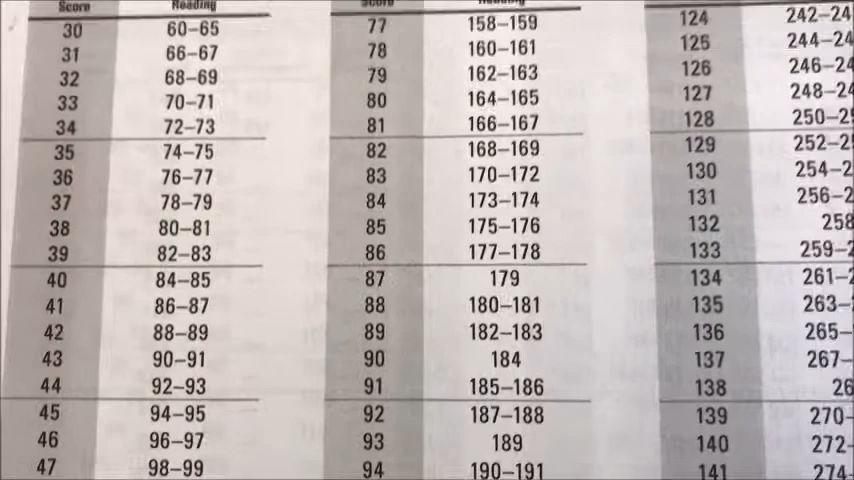 Score Reading Score Reading
30 60–65 77 158–159 124
31 66–67 78 160–161 125
32 68–69 79 162–163 126
33 70–71 80 164–165 127
34 72–73 81 166–167 128
35 74–75 82 168–169 129
36 76–77 83 170–172 130
37 78–79 84 173–174 131
38 80–81 85 175–176 132 258
39 82–83 86 177–178 133
40 84–85 87 179 134
41 86–87 88 180–181 135
42 88–89 89 182–183 136
43 90–91 90 184 137
44 92–93 91 185–186 138
45 94–95 92 187–188 139
46 96–97 93 189 140
47 98–99 94 190–191 141